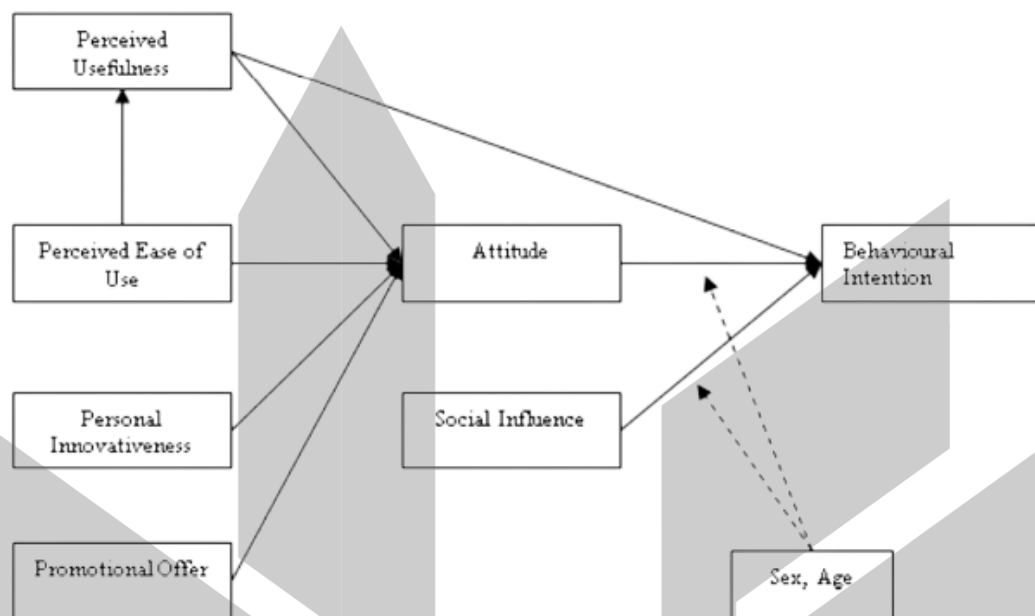 Perceived
Usefulness
Perceived Ease of
Use
Attitude
Behavioural
Intention
Personal
Innovativeness
Social Influence
Promotional Offer
Sex, Age